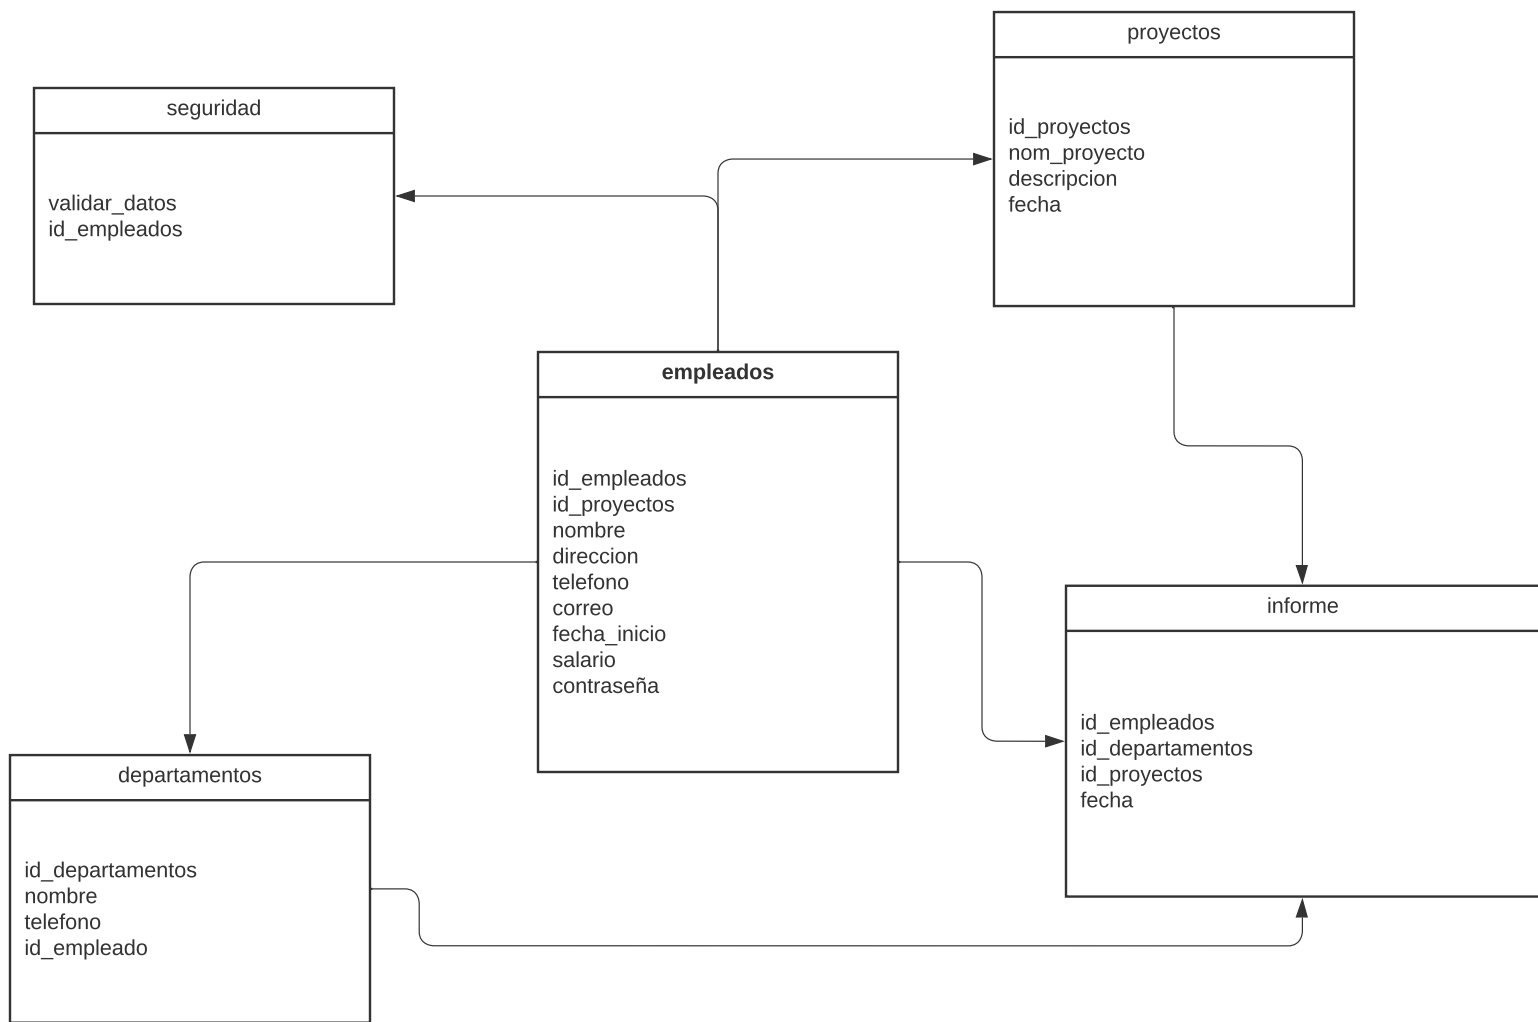 proyectos
id_proyectos
nom_proyecto
descripcion
fecha
seguridad
validar_datos
id_empleados
empleados
id_empleados
id_proyectos
nombre
direccion
telefono
correo
fecha_inicio
salario
contraseña
informe
id_empleados
id_departamentos
id_proyectos
fecha
departamentos
id_departamentos
nombre
telefono
id_empleado